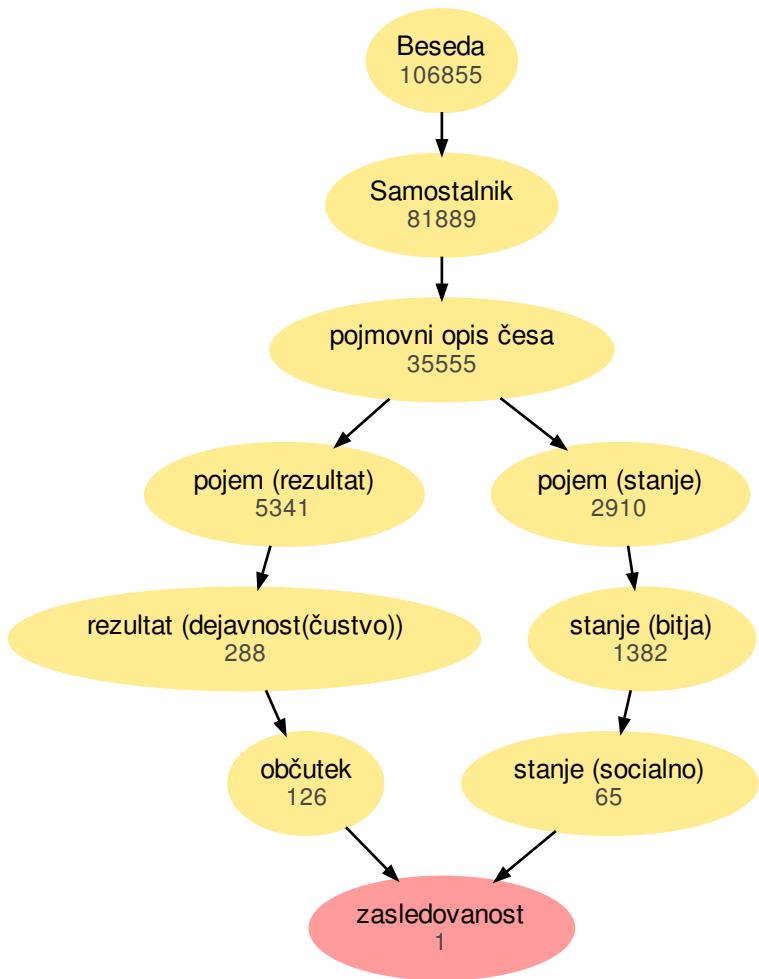 Beseda
106855
Samostalnik
81889
pojmovni opis česa
35555
pojem (rezultat)
5341
pojem (stanje)
2910
rezultat (dejavnost(čustvo))
288
stanje (bitja)
1382
občutek
126
stanje (socialno)
65
zasledovanost
1